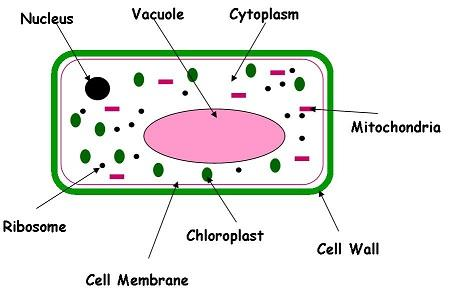 Nucleus
Vacuole
Cytoplasm
Mitochondria
Ribosome
Chloroplast
Cell Wall
Cell Membrane